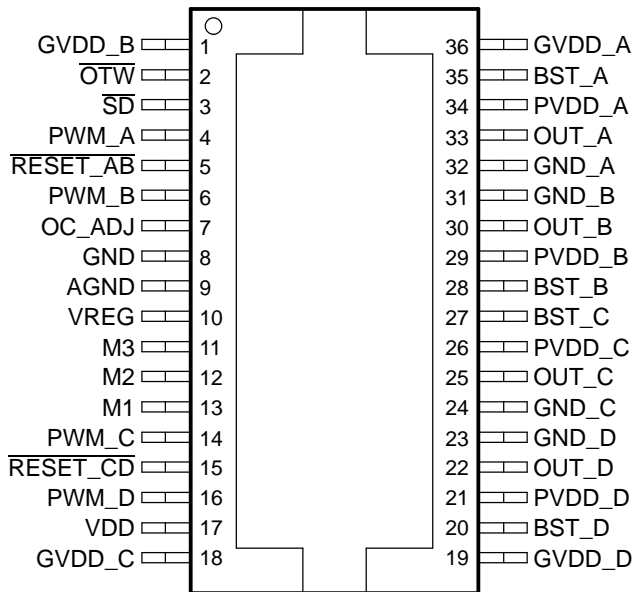 GVDD_B 1 36 GVDD_A
OTW 2 35 BST_A
SD 3 34 PVDD_A
PWM_A 4 33 OUT_A
RESET_AB 5 32 GND_A
PWM_B 6 31 GND_B
OC_ADJ 7 30 OUT_B
GND 8 29 PVDD_B
AGND 9 28 BST_B
VREG 10 27 BST_C
M3 11 26 PVDD_C
M2 12 25 OUT_C
M1 13 24 GND_C
PWM_C 14 23 GND_D
RESET_CD 15 22 OUT_D
PWM_D 16 21 PVDD_D
VDD 17 20 BST_D
GVDD_C 18 19 GVDD_D